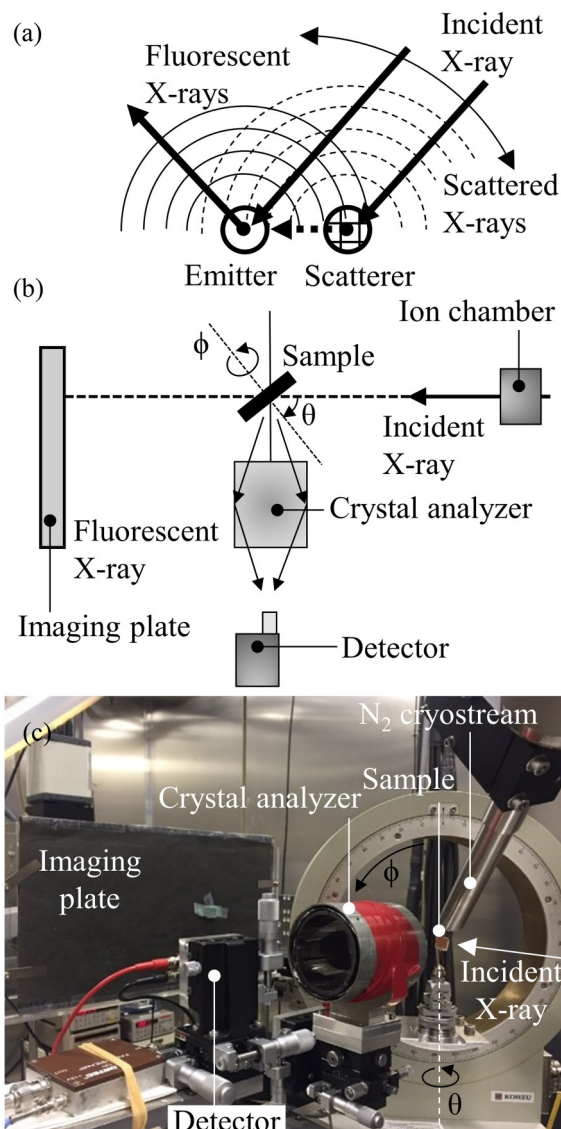 (a)
Fluorescent
X-rays
Incident
X-ray
Scattered
X-rays
Emitter
Scatterer
(b)
Ion chamber
ϕ
Sample
θ
Incident
X-ray
Crystal analyzer
Fluorescent
X-ray
Imaging plate
Detector
(c)
N₂ cryostream
Sample
Crystal analyzer
Imaging
plate
ϕ
Incident
X-ray
θ
KOHZU
Detector